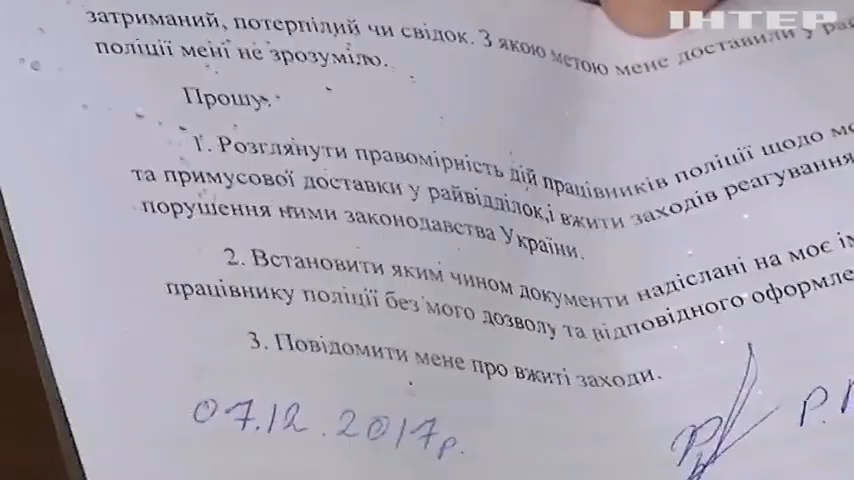 ІНТЕР
затриманий, потерпілий чи свідок. З якою метою мене доставили у
поліції мені не зрозуміло.
Прошу:
1. Розглянути правомірність дій працівників поліції щодо
та примусової доставки у райвідділок,і вжити заходів реагування
порушення ними законодавства України.
2. Встановити яким чином документи надіслані на моє
працівнику поліції без мого дозволу та відповідного
3. Повідомити мене про вжиті заходи.
07.12.2017р.